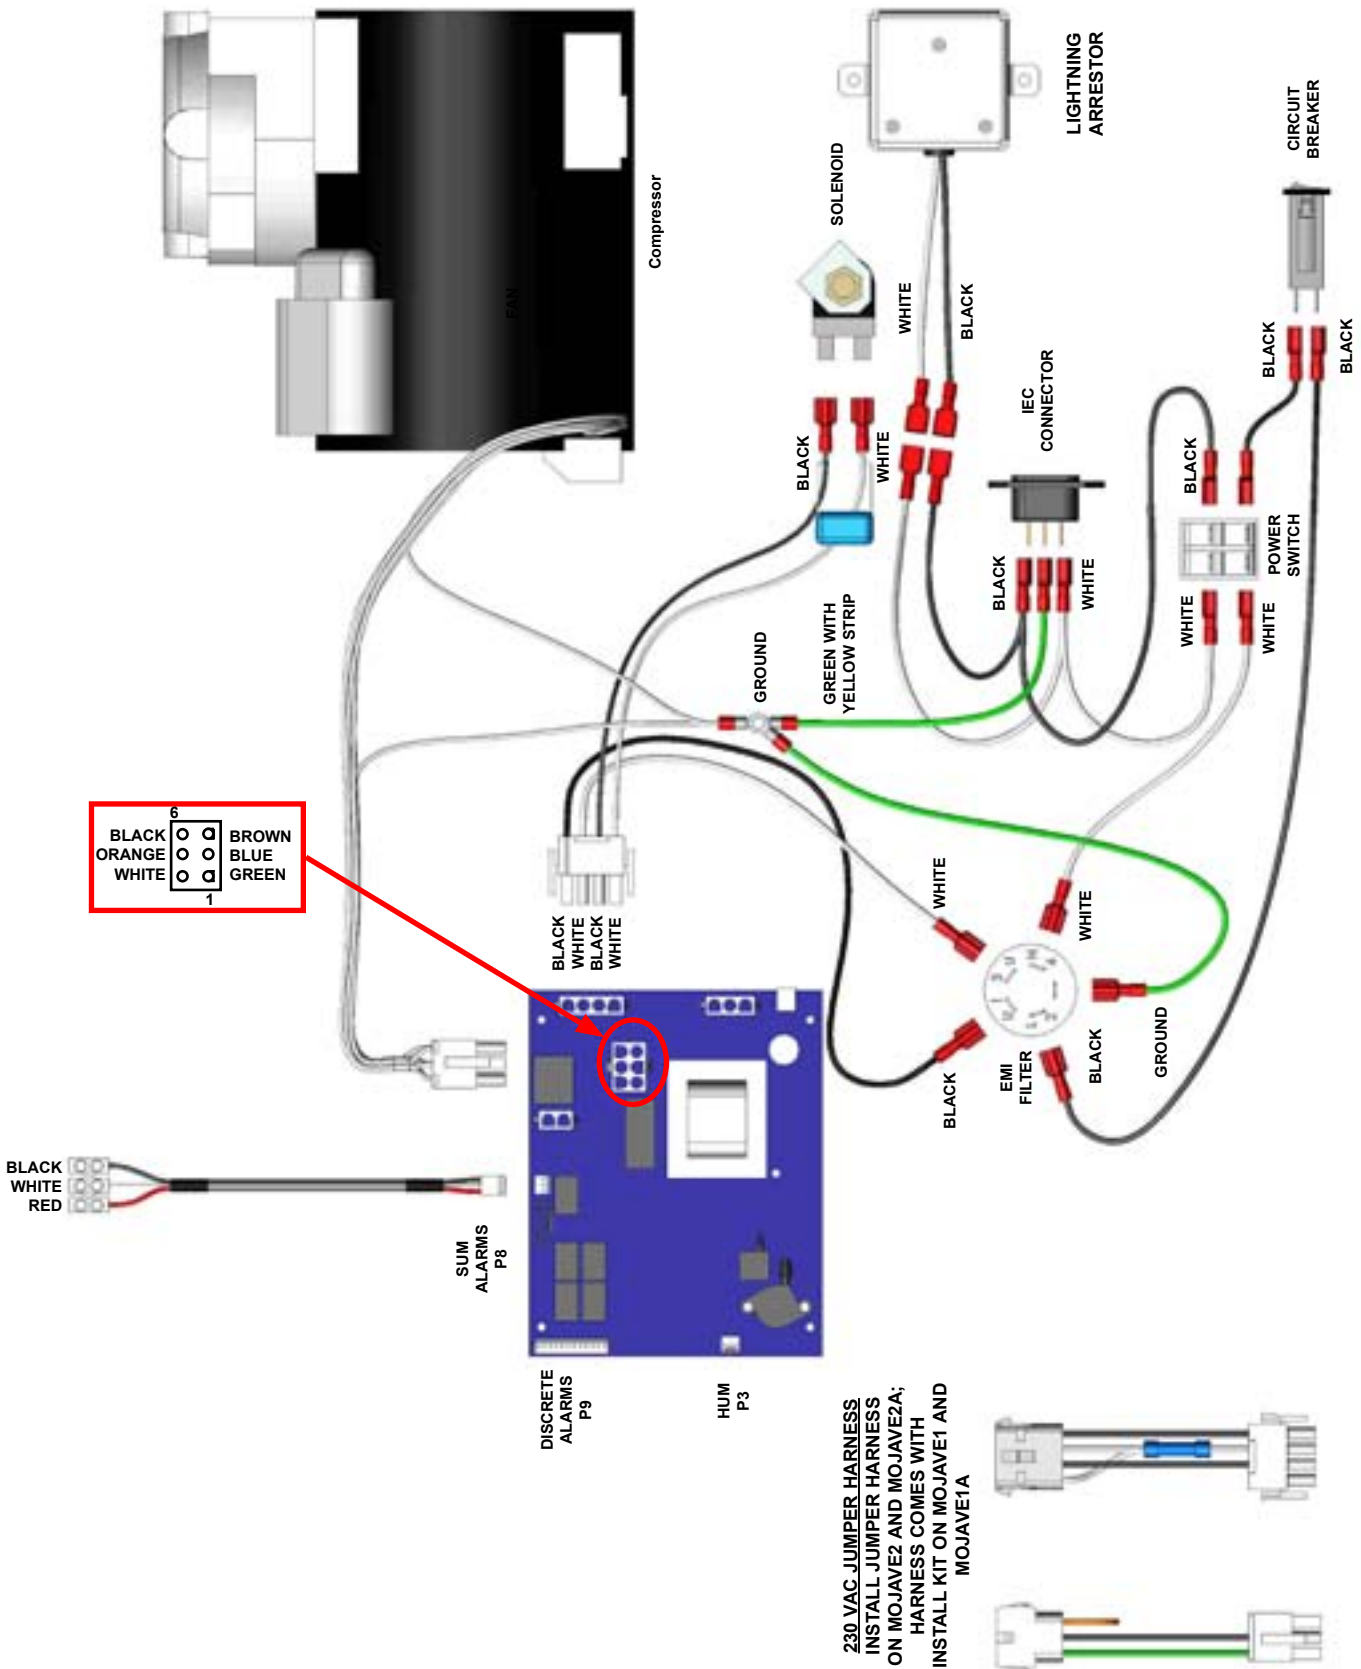 FAN
Compressor
LIGHTNING
ARRESTOR
SOLENOID
CIRCUIT
BREAKER
WHITE
BLACK
BLACK
BLACK
IEC
CONNECTOR
BLACK
WHITE
BLACK
BLACK
WHITE
POWER
SWITCH
WHITE
WHITE
GROUND
GREEN WITH
YELLOW STRIP
6
BLACK
BROWN
ORANGE
BLUE
WHITE
GREEN
1
BLACK
WHITE
BLACK
WHITE
WHITE
WHITE
BLACK
EMI
FILTER
BLACK
GROUND
BLACK
WHITE
RED
SUM
ALARMS
P8
DISCRETE
ALARMS
P9
HUM
P3
230 VAC JUMPER HARNESS
INSTALL JUMPER HARNESS
ON MOJAVE2 AND MOJAVE2A;
HARNESS COMES WITH
INSTALL KIT ON MOJAVE1 AND
MOJAVE1A